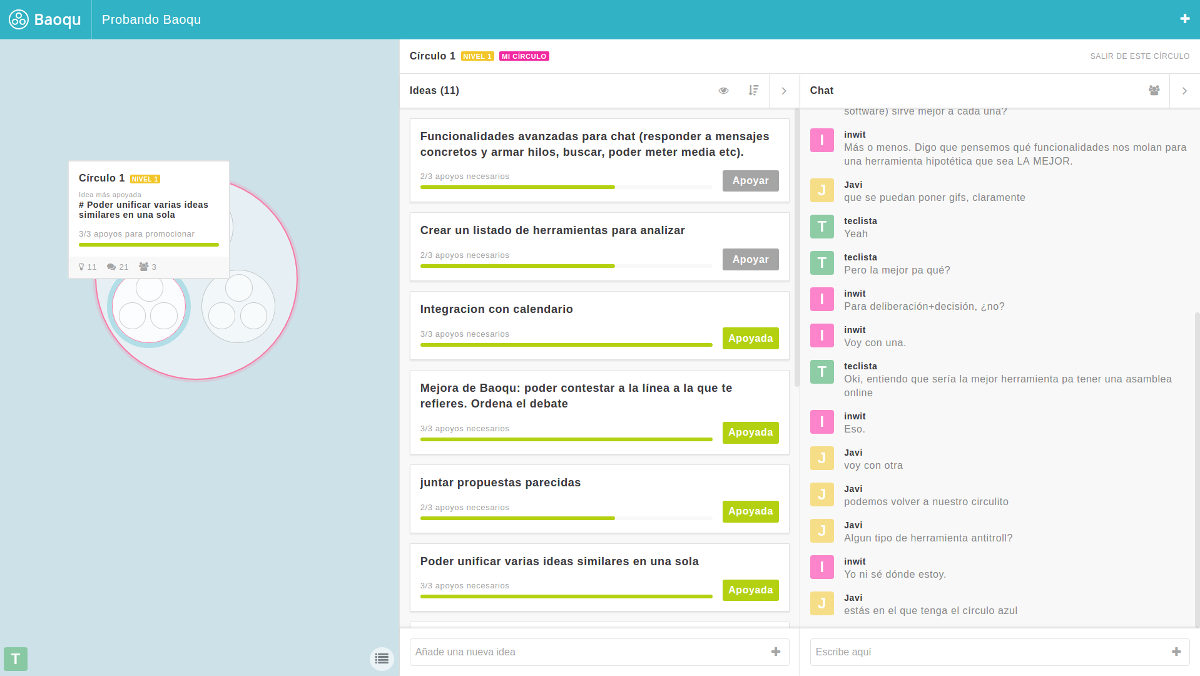 Baoqu
Probando Baoqu
Círculo 1 NIVEL 1
Idea más apoyada
# Poder unificar varias ideas
similares en una sola
3/3 apoyos para promocionar
11 21 3
T
Círculo 1 NIVEL 1 MI CÍRCULO
SALIR DE ESTE CÍRCULO
Ideas (11)
Funcionalidades avanzadas para chat (responder a mensajes
concretos y armar hilos, buscar, poder meter media etc).
2/3 apoyos necesarios
Apoyar
Crear un listado de herramientas para analizar
2/3 apoyos necesarios
Apoyar
Integracion con calendario
3/3 apoyos necesarios
Apoyada
Mejora de Baoqu: poder contestar a la línea a la que te
refieres. Ordena el debate
3/3 apoyos necesarios
Apoyada
juntar propuestas parecidas
2/3 apoyos necesarios
Apoyada
Poder unificar varias ideas similares en una sola
3/3 apoyos necesarios
Apoyada
Añade una nueva idea
Chat
software) sirve mejor a cada una?
I
inwit
Más o menos. Digo que pensemos qué funcionalidades nos molan para
una herramienta hipotética que sea LA MEJOR.
J
Javi
que se puedan poner gifs, claramente
T
teclista
Yeah
T
teclista
Pero la mejor pa qué?
I
inwit
Para deliberación+decisión, ¿no?
I
inwit
Voy con una.
T
teclista
Oki, entiendo que sería la mejor herramienta pa tener una asamblea
online
I
inwit
Eso.
J
Javi
voy con otra
J
Javi
podemos volver a nuestro circulito
J
Javi
Algun tipo de herramienta antitroll?
I
inwit
Yo ni sé dónde estoy.
J
Javi
estás en el que tenga el círculo azul
Escribe aquí